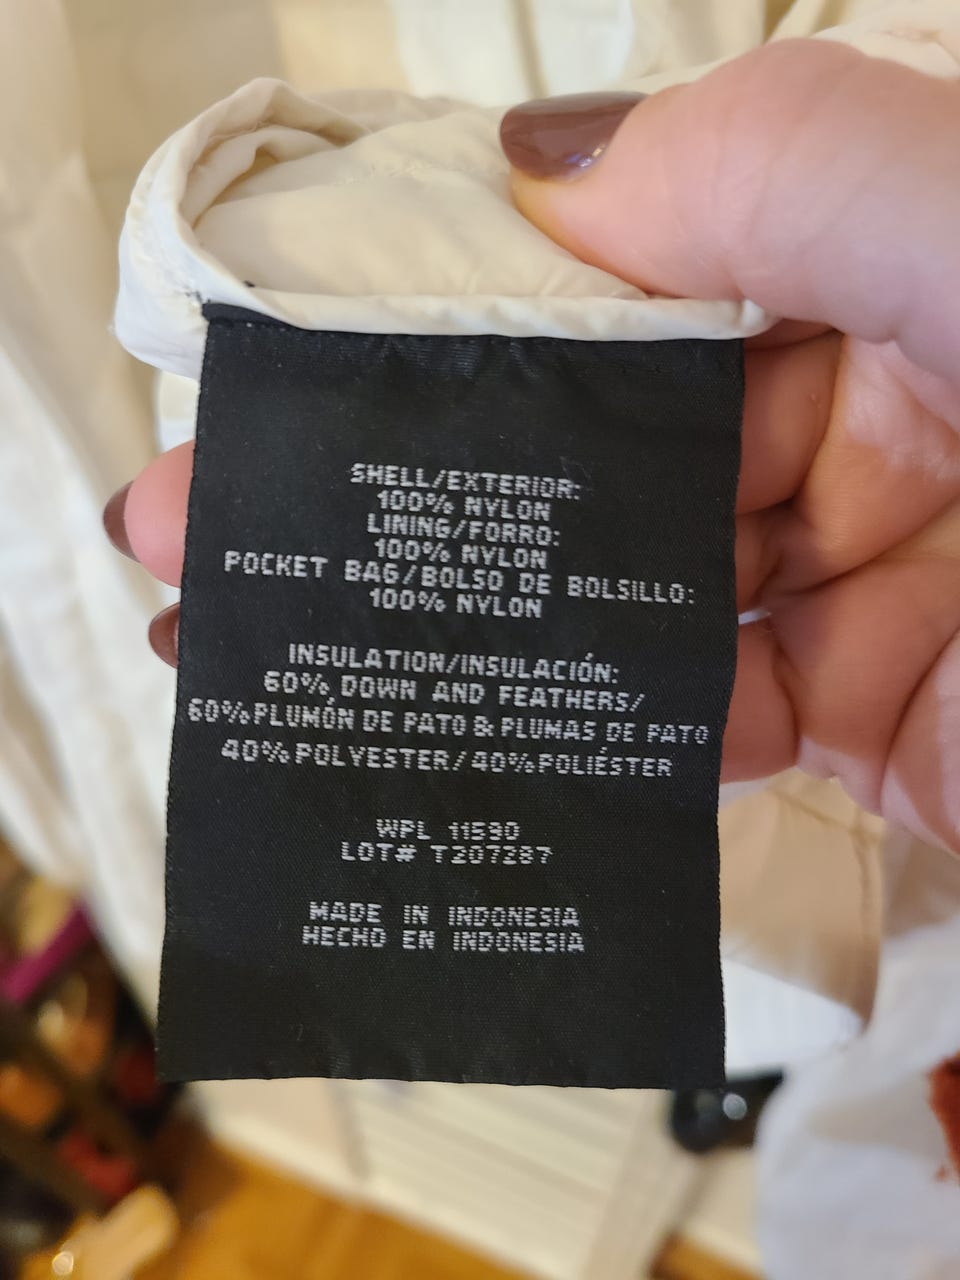 SHELL/EXTERIOR:
100% NYLON
LINING/FORRO:
100% NYLON
POCKET BAG/BOLSO DE BOLSILLO:
100% NYLON
INSULATION/INSULACIÓN:
60% DOWN AND FEATHERS/
60% PLUMÓN DE PATO & PLUMAS DE PATO
40% POLYESTER/40% POLIÉSTER
WPL 11590
LOT# T207287
MADE IN INDONESIA
HECHO EN INDONESIA